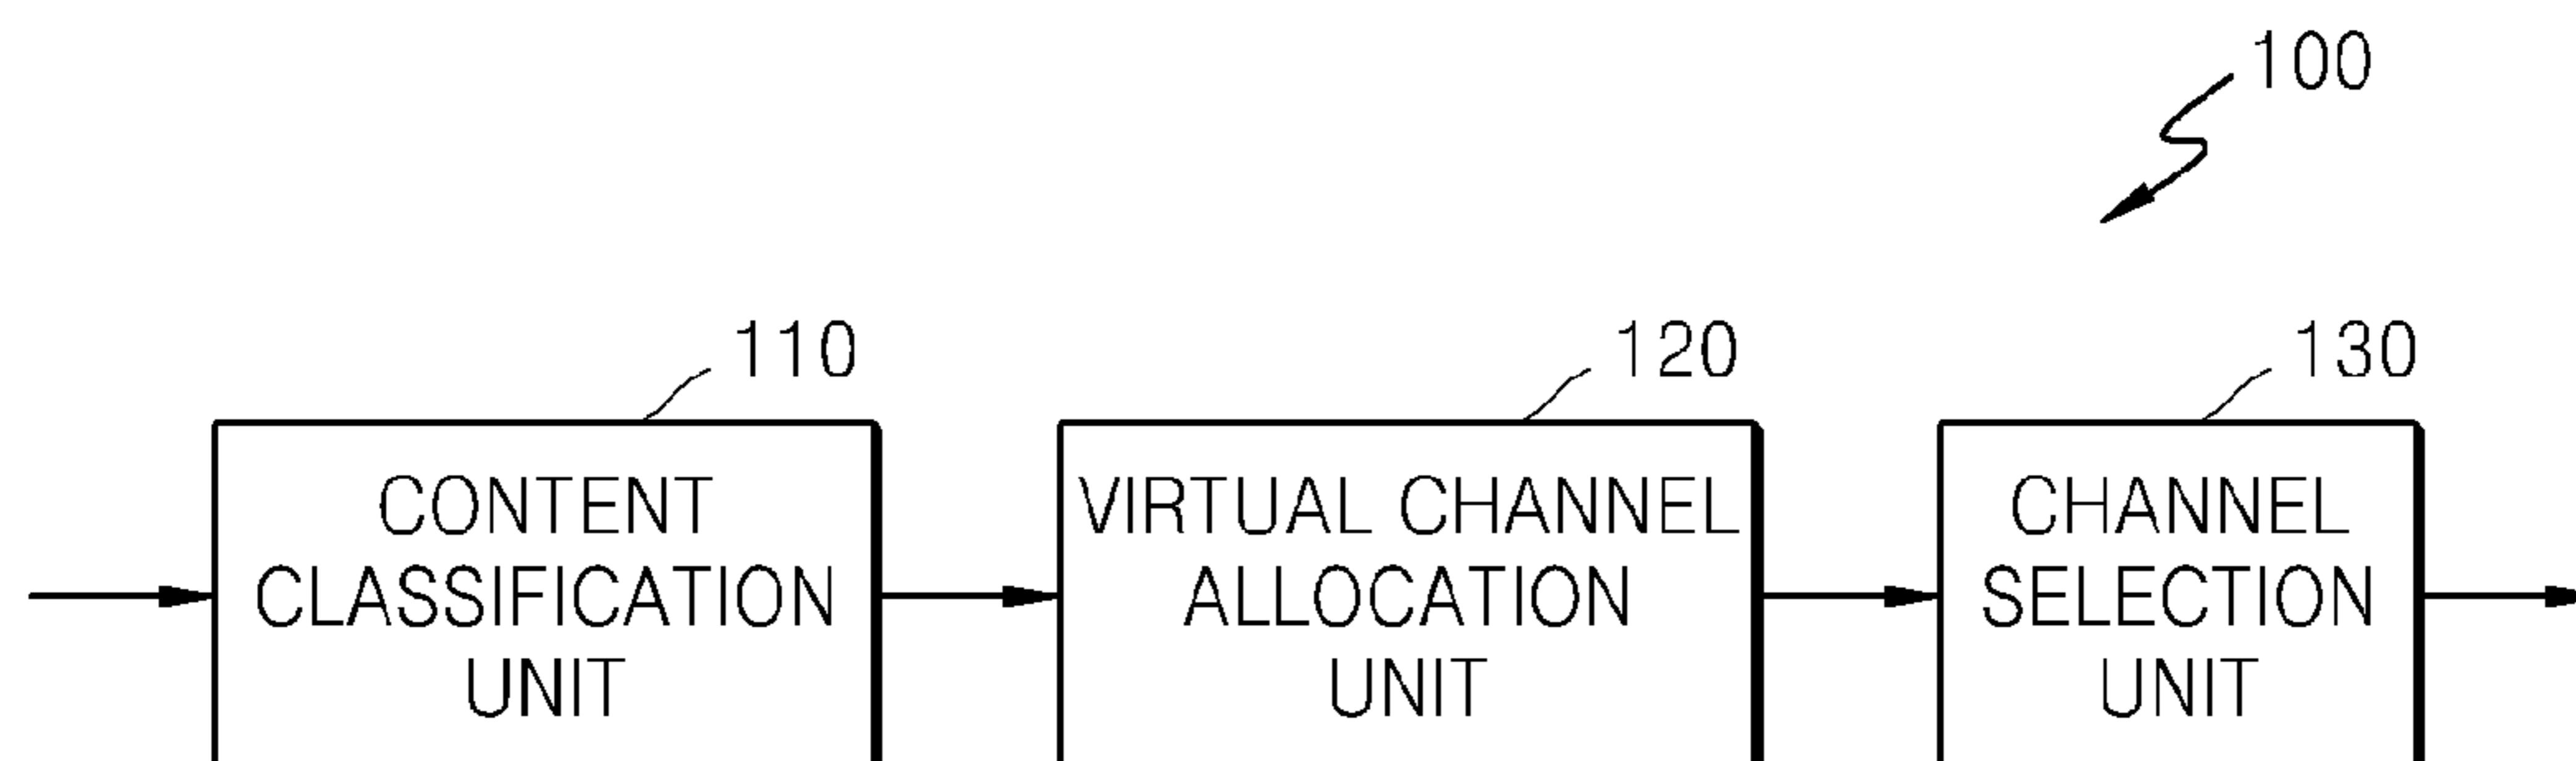 100
110
120
130
CONTENT
CLASSIFICATION
UNIT
VIRTUAL CHANNEL
ALLOCATION
UNIT
CHANNEL
SELECTION
UNIT